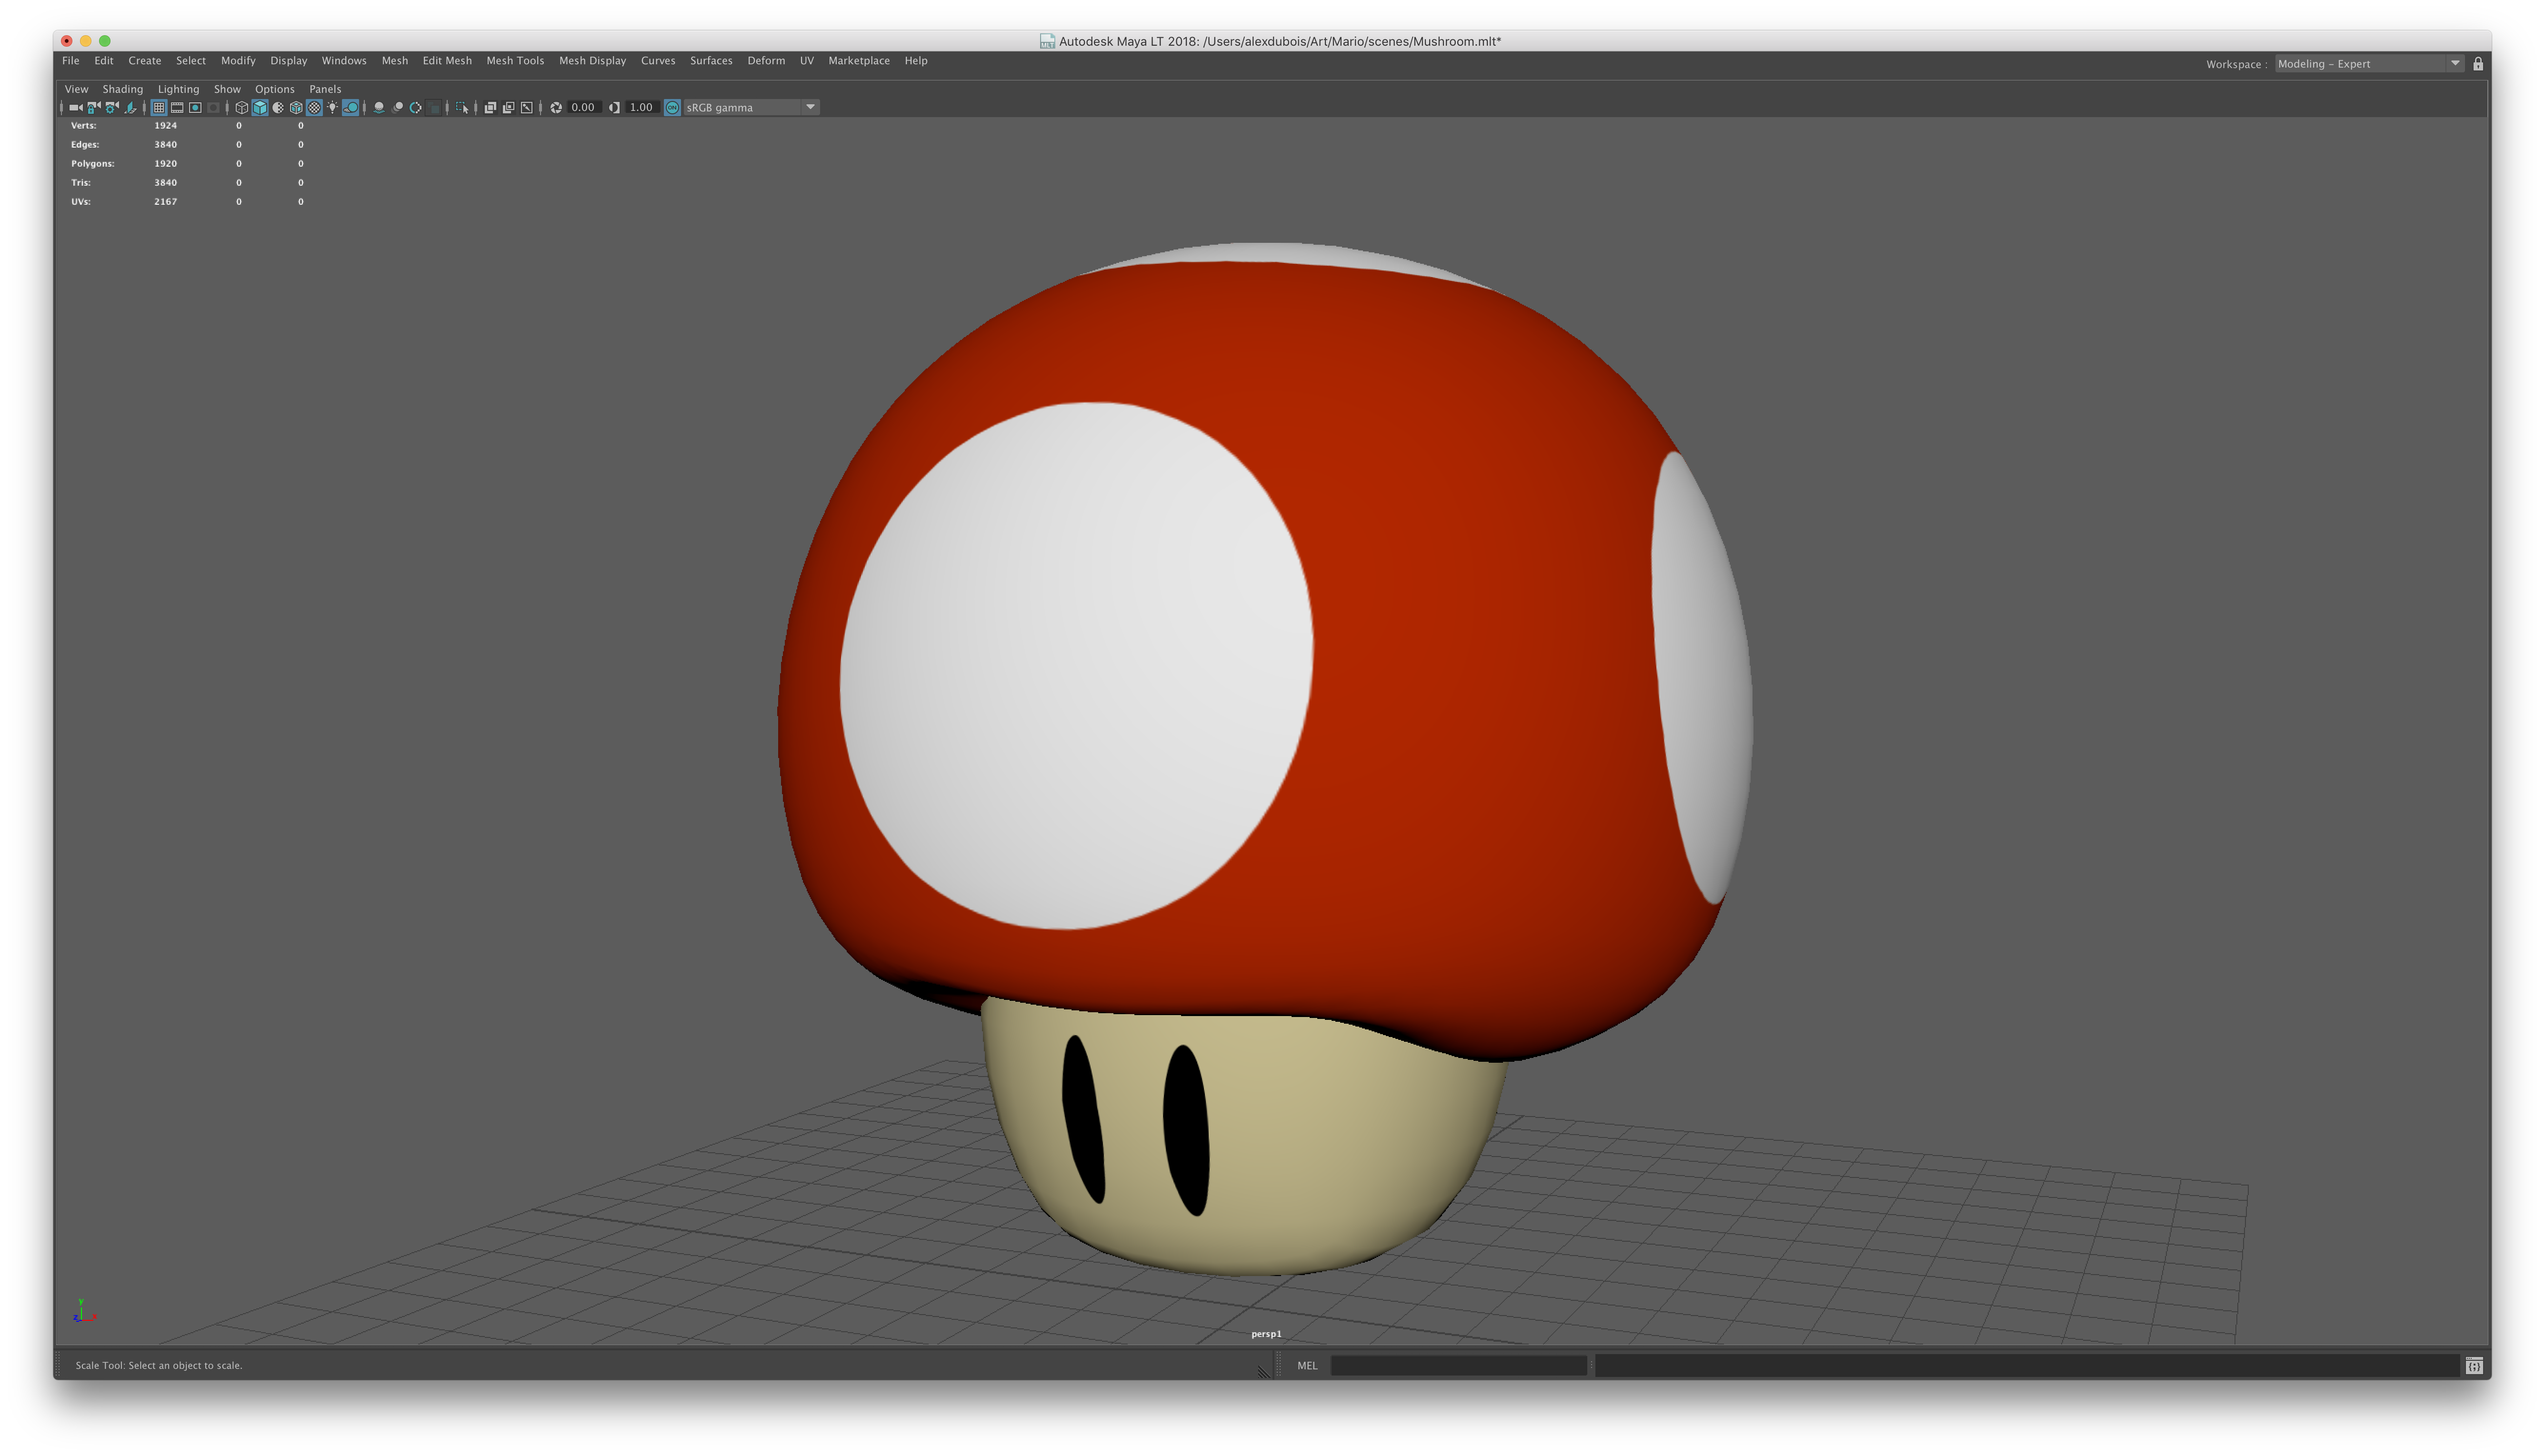 Autodesk Maya LT 2018: /Users/alexdubois/Art/Mario/scenes/Mushroom.mlt*
File Edit Create Select Modify Display Windows Mesh Edit Mesh Mesh Tools Mesh Display Curves Surfaces Deform UV Marketplace Help
Workspace : Modeling - Expert
View Shading Lighting Show Options Panels
0.00 1.00 ON sRGB gamma
Verts: 1924 0 0
Edges: 3840 0 0
Polygons: 1920 0 0
Tris: 3840 0 0
UVs: 2167 0 0
y
z x
persp1
Scale Tool: Select an object to scale.
MEL